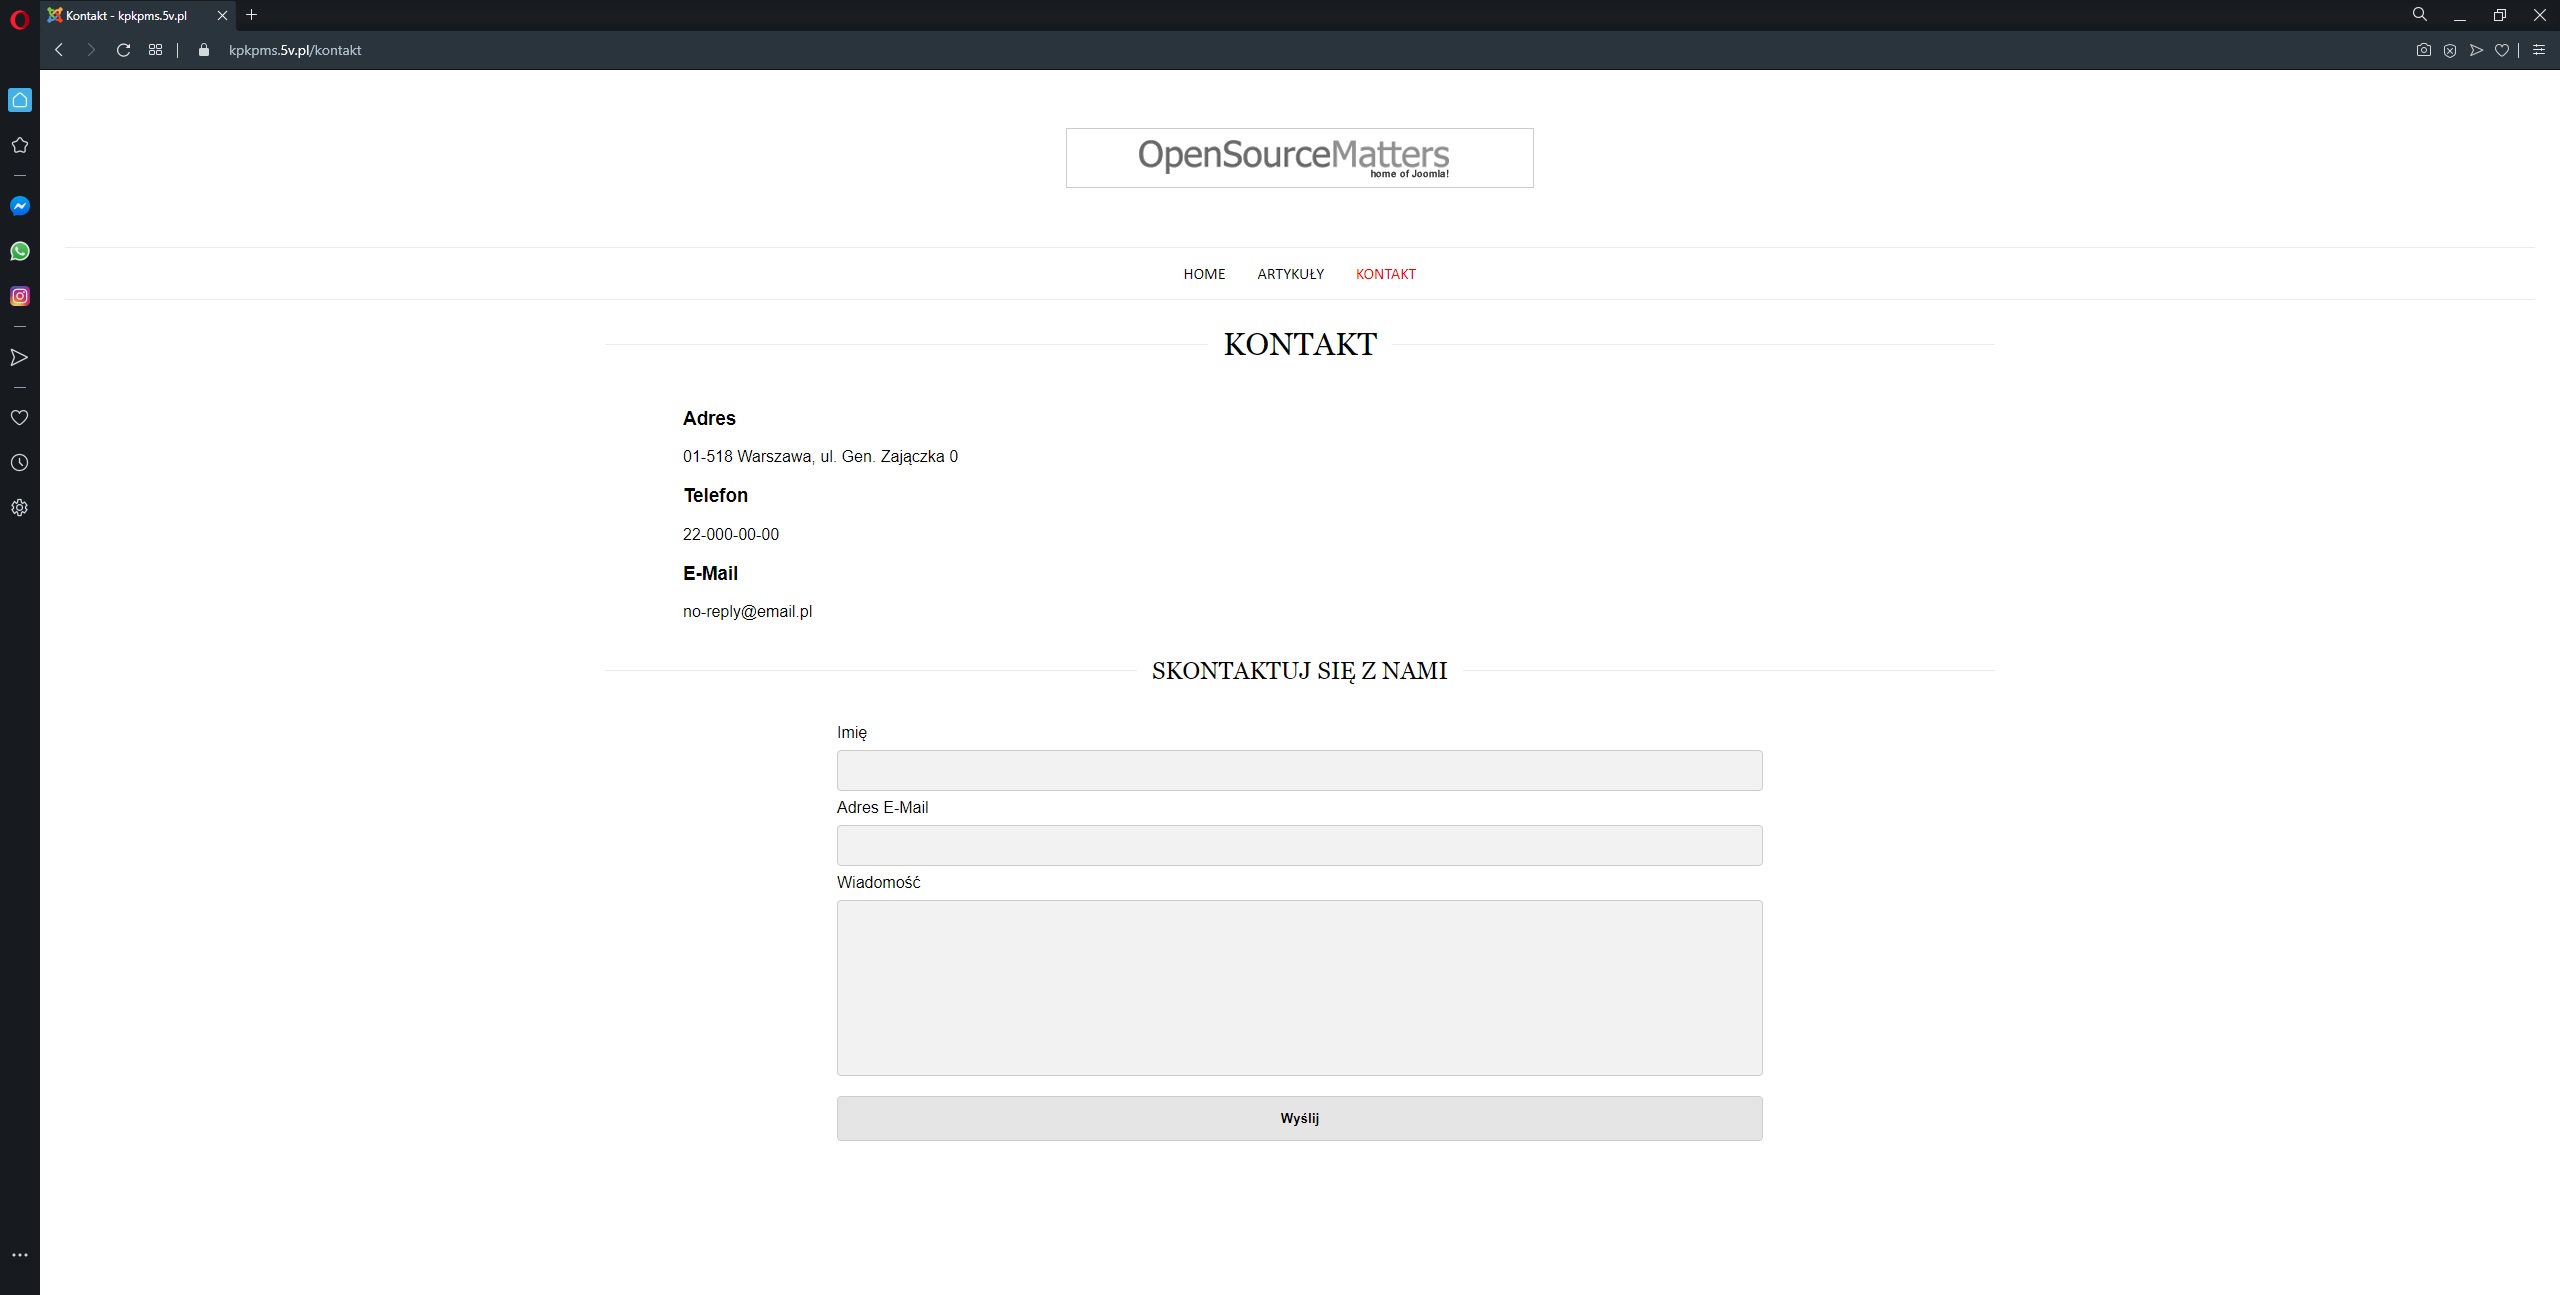 Kontakt - kpkpms.5v.pl
kpkpms.5v.pl/kontakt
OpenSourceMatters
home of Joomla!
HOME ARTYKUŁY KONTAKT
KONTAKT
Adres
01-518 Warszawa, ul. Gen. Zajączka 0
Telefon
22-000-00-00
E-Mail
no-reply@email.pl
SKONTAKTUJ SIĘ Z NAMI
Imię
Adres E-Mail
Wiadomość
Wyślij